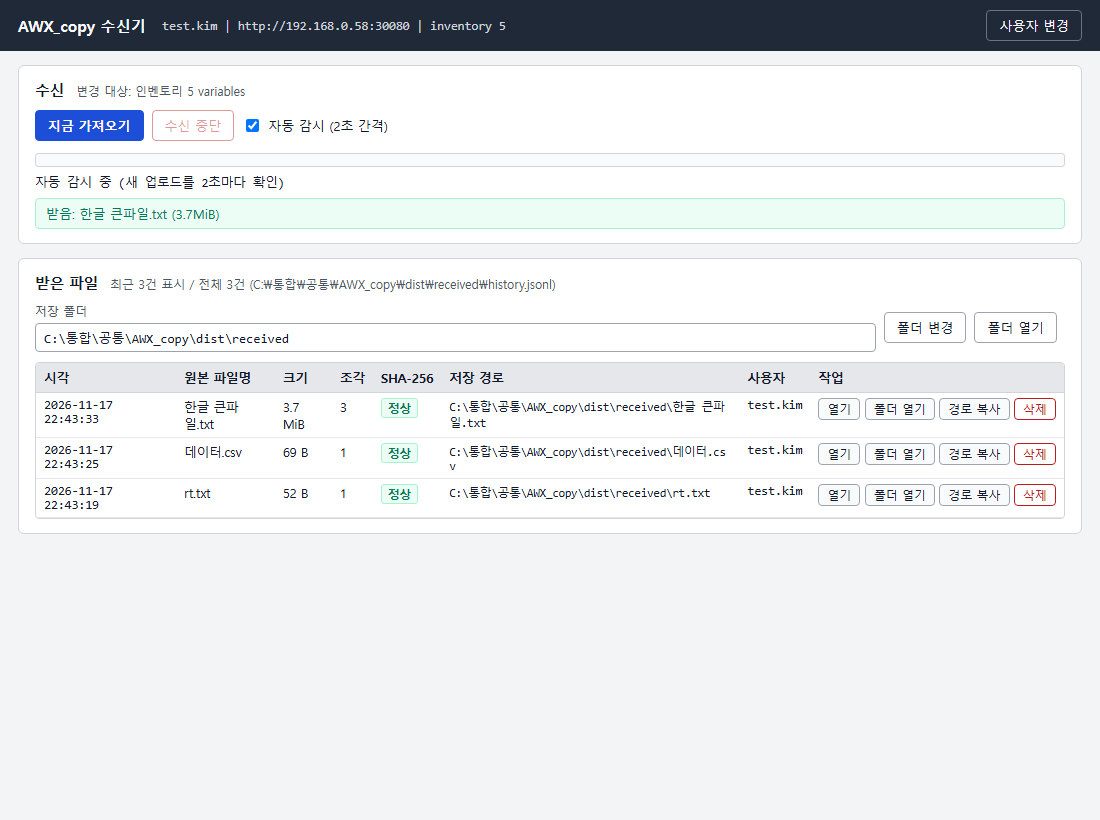 AWX_copy 수신기 test.kim | http://192.168.0.58:30080 | inventory 5 사용자 변경
수신 변경 대상: 인벤토리 5 variables
지금 가져오기 수신 중단 자동 감시 (2초 간격)
자동 감시 중 (새 업로드를 2초마다 확인)
받음: 한글 큰파일.txt (3.7MiB)
받은 파일 최근 3건 표시 / 전체 3건 (C:₩통합₩공통₩AWX_copy₩dist₩received₩history.jsonl)
저장 폴더
C:\통합\공통\AWX_copy\dist\received 폴더 변경 폴더 열기
시각 원본 파일명 크기 조각 SHA-256 저장 경로 사용자 작업
2026-11-17 한글 큰파 3.7 3 정상 C:\통합\공통\AWX_copy\dist\received\한글 큰파 test.kim 열기 폴더 열기 경로 복사 삭제
22:43:33 일.txt MiB 일.txt
2026-11-17 데이터.csv 69 B 1 정상 C:\통합\공통\AWX_copy\dist\received\데이터.cs test.kim 열기 폴더 열기 경로 복사 삭제
22:43:25 v
2026-11-17 rt.txt 52 B 1 정상 C:\통합\공통\AWX_copy\dist\received\rt.txt test.kim 열기 폴더 열기 경로 복사 삭제
22:43:19